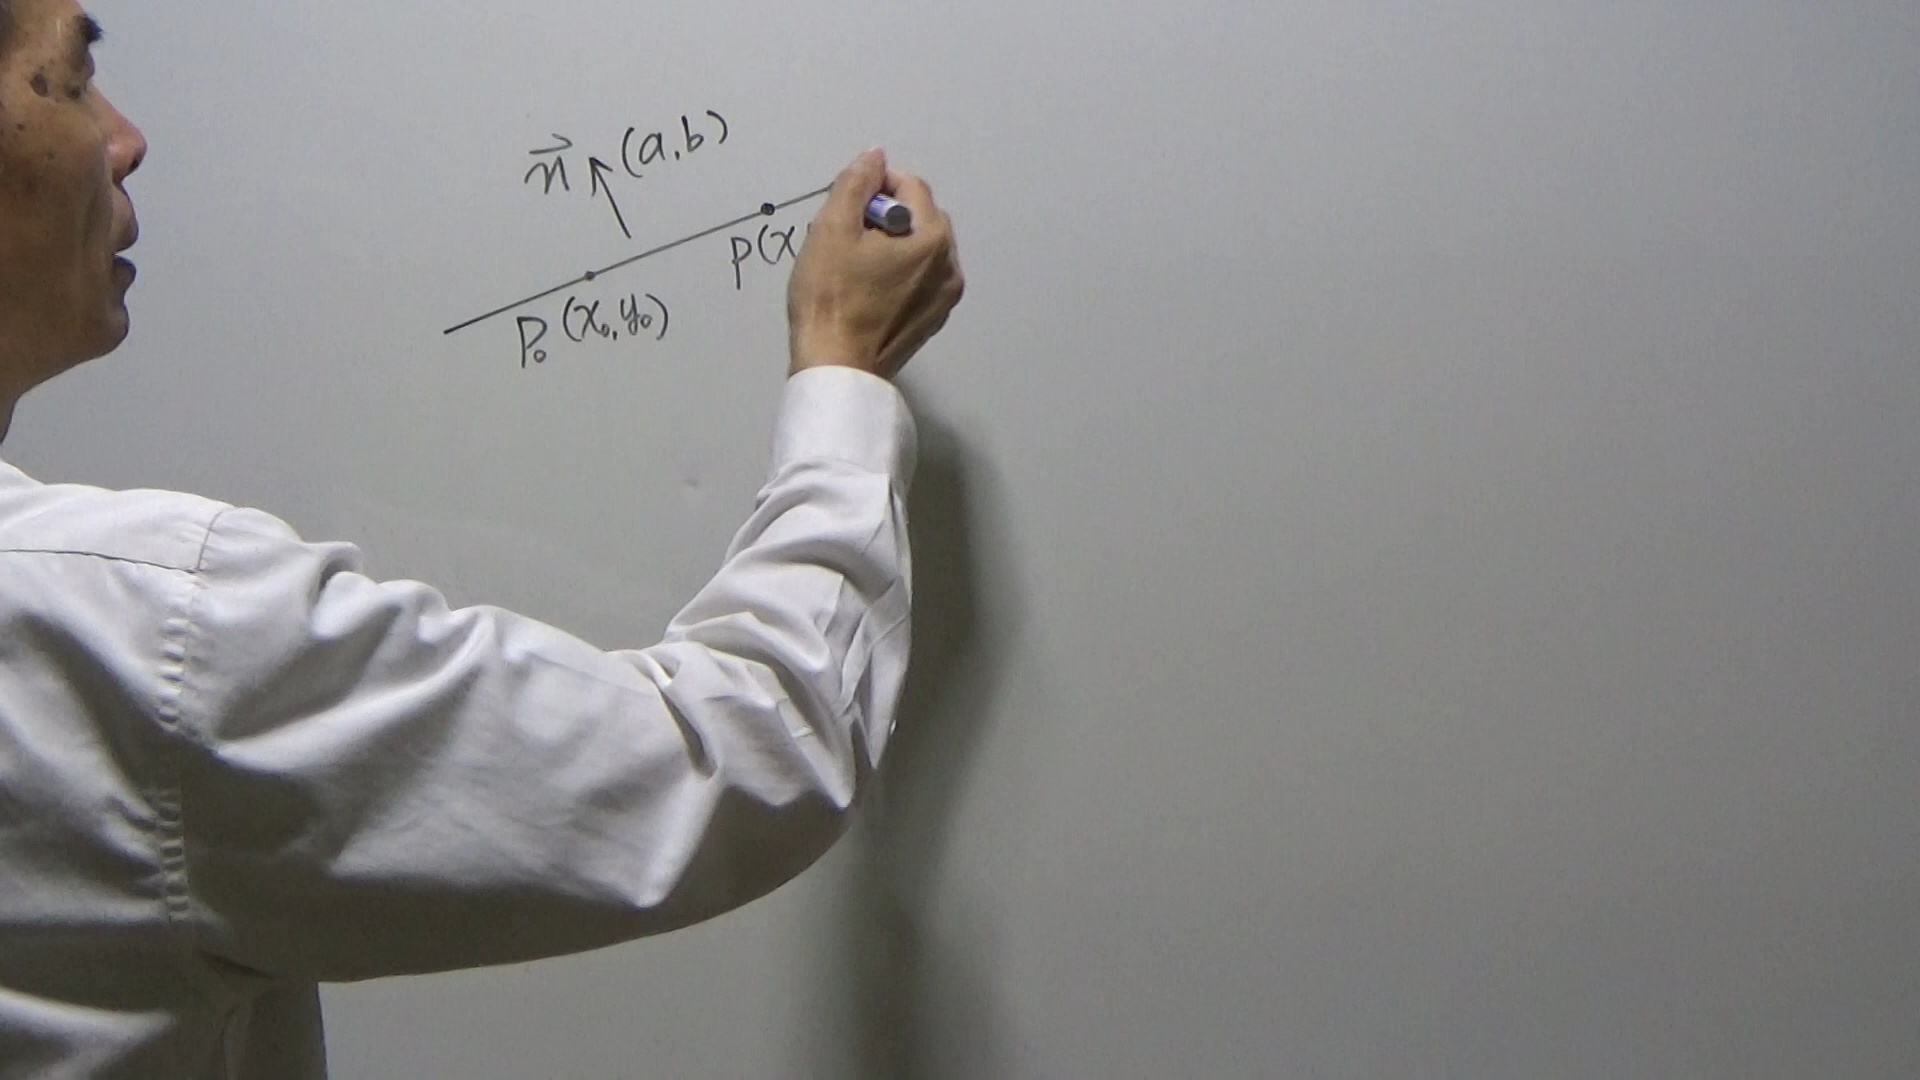 n⃗ (a,b)
P(x,
P₀(x₀,y₀)